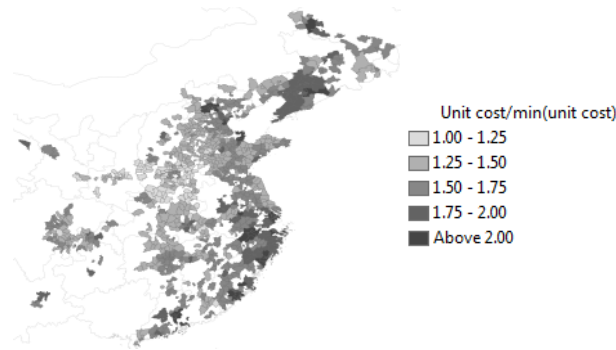 Unit cost/min(unit cost)
1.00 - 1.25
1.25 - 1.50
1.50 - 1.75
1.75 - 2.00
Above 2.00